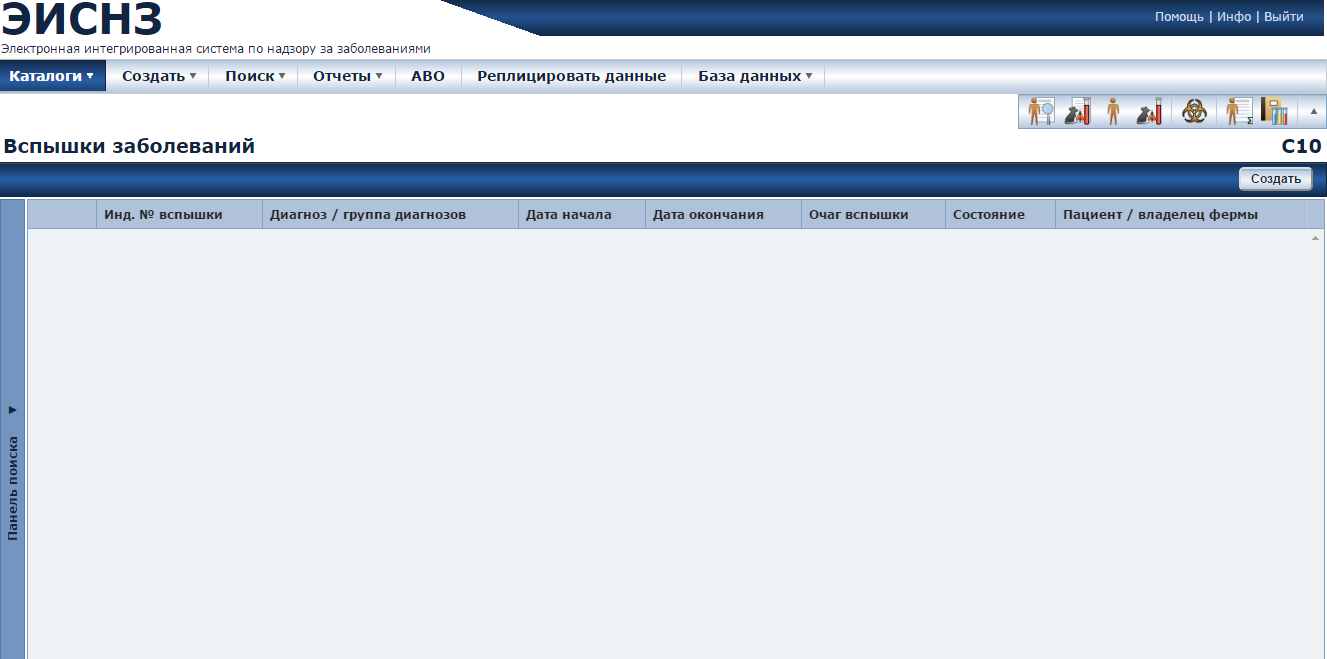 ЭИСНЗ
Помощь | Инфо | Выйти
Электронная интегрированная система по надзору за заболеваниями
Каталоги Создать Поиск Отчеты АВО Реплицировать данные База данных
Σ
Вспышки заболеваний C10
Создать
Инд. № вспышки Диагноз / группа диагнозов Дата начала Дата окончания Очаг вспышки Состояние Пациент / владелец фермы
Панель поиска